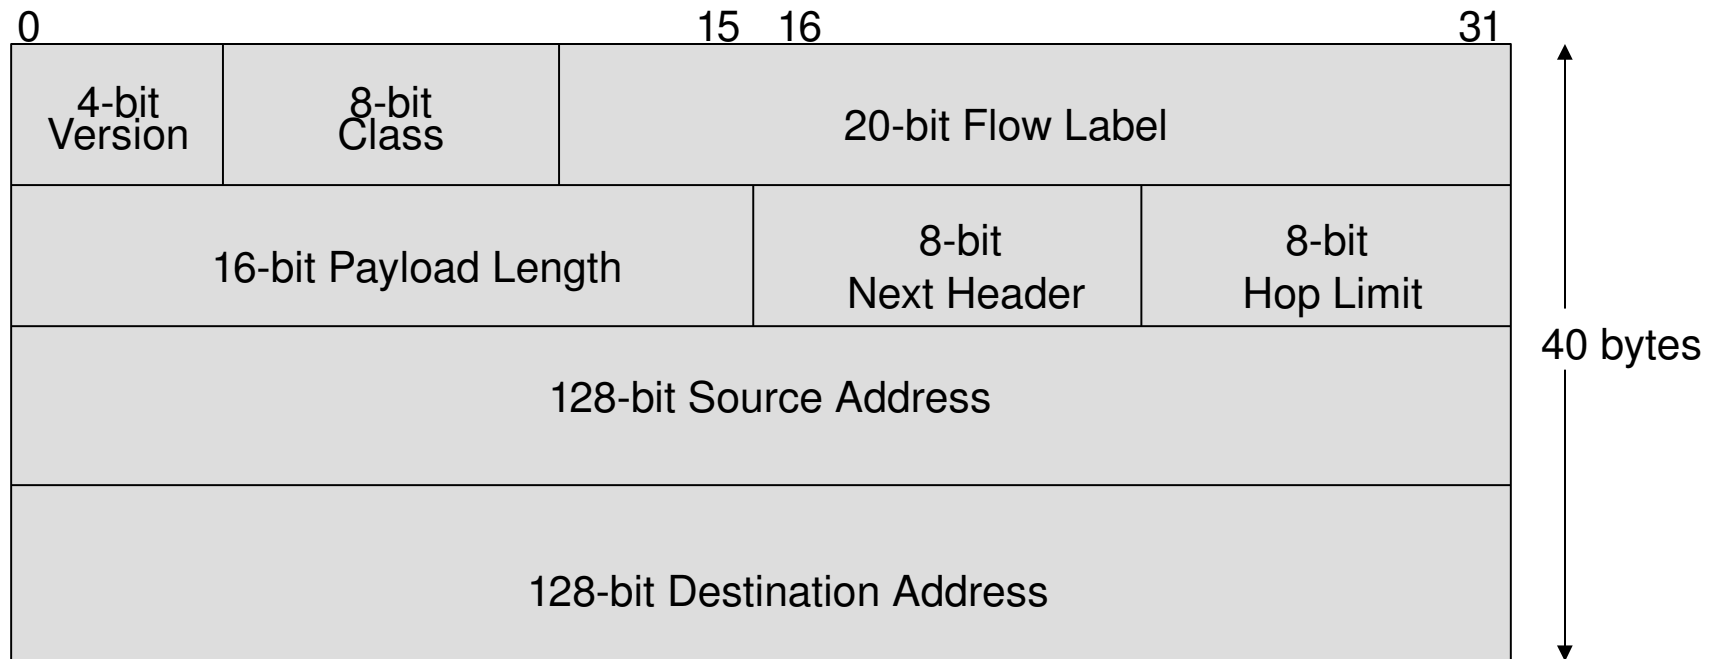 0 15 16 31
4-bit
Version
8-bit
Class
20-bit Flow Label
16-bit Payload Length
8-bit
Next Header
8-bit
Hop Limit
40 bytes
128-bit Source Address
128-bit Destination Address